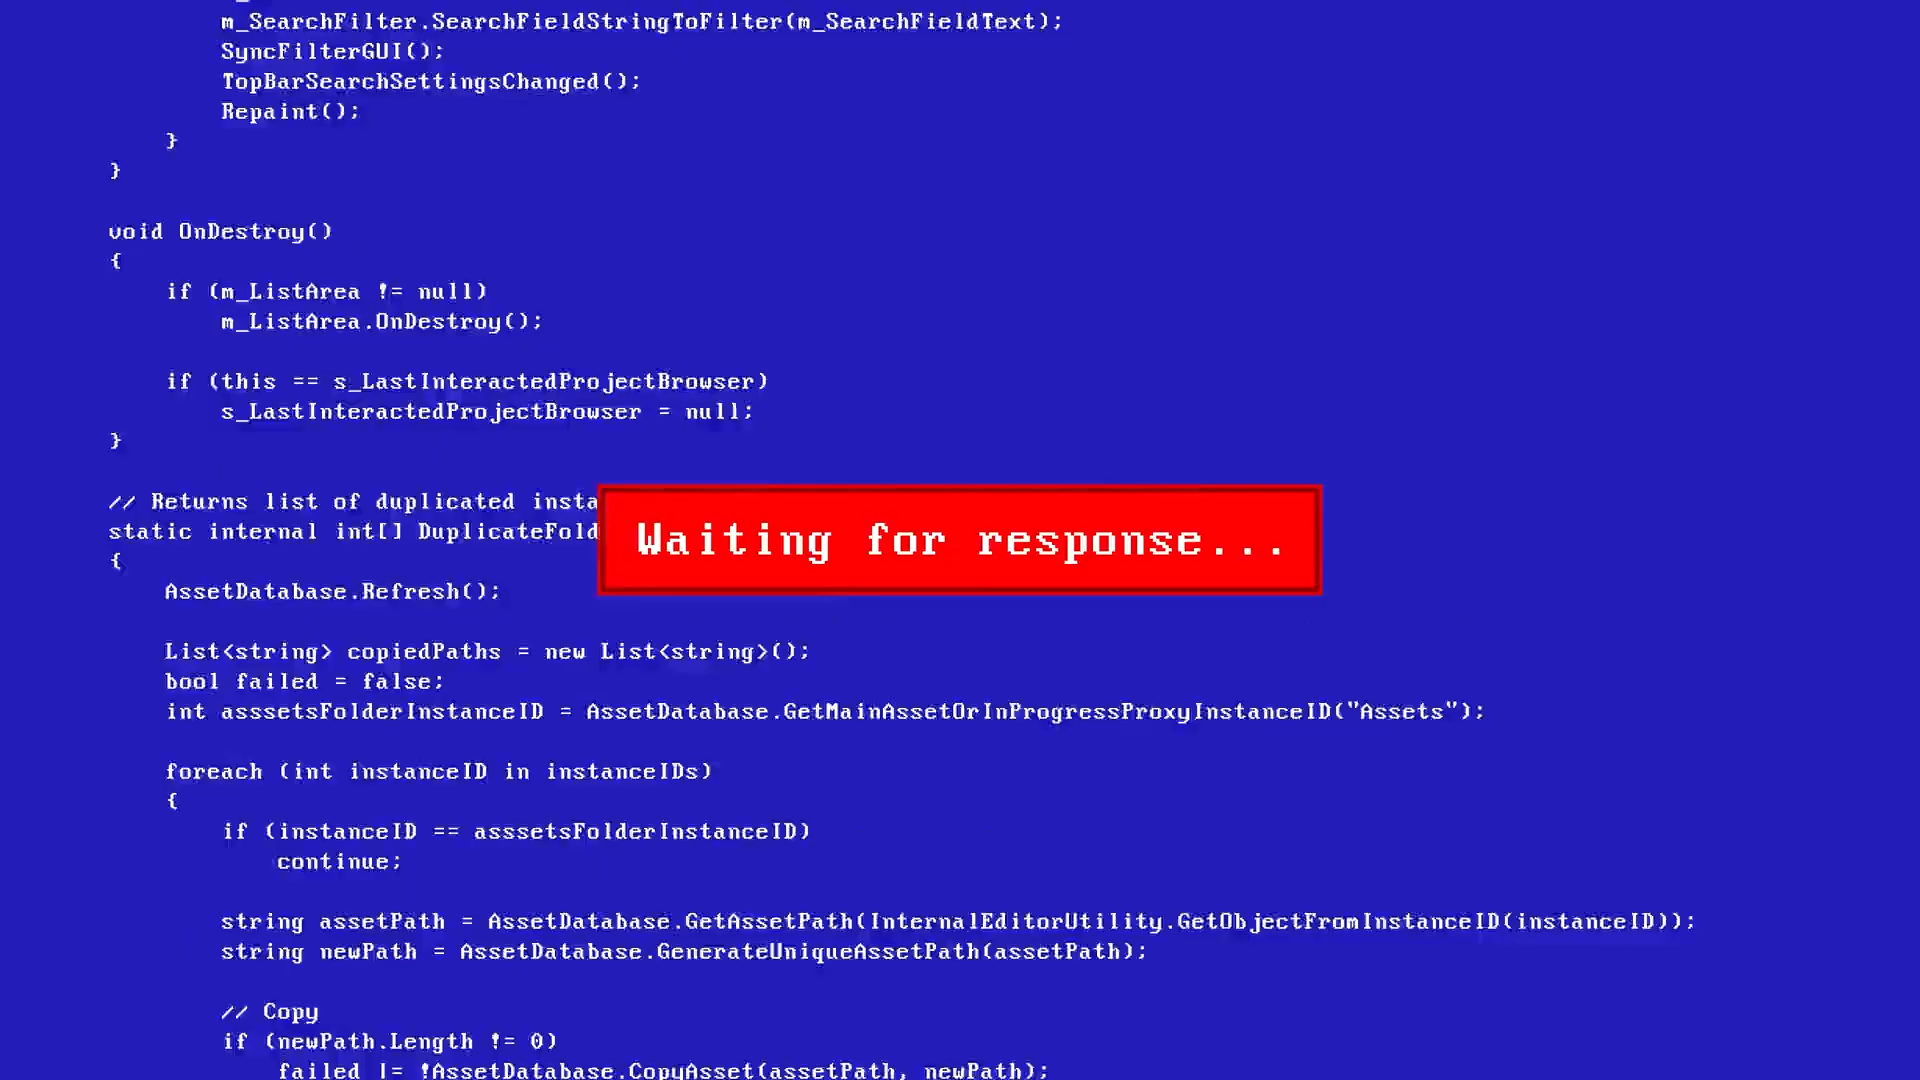 m_SearchFilter.SearchFieldStringToFilter(m_SearchFieldText);
SyncFilterGUI();
TopBarSearchSettingsChanged();
Repaint();
}
}
void OnDestroy()
{
if (m_ListArea != null)
m_ListArea.OnDestroy();
if (this == s_LastInteractedProjectBrowser)
s_LastInteractedProjectBrowser = null;
}
// Returns list of duplicated insta
static internal int[] DuplicateFold
Waiting for response...
{
AssetDatabase.Refresh();
List<string> copiedPaths = new List<string>();
bool failed = false;
int asssetsFolderInstanceID = AssetDatabase.GetMainAssetOrInProgressProxyInstanceID("Assets");
foreach (int instanceID in instanceIDs)
{
if (instanceID == asssetsFolderInstanceID)
continue;
string assetPath = AssetDatabase.GetAssetPath(InternalEditorUtility.GetObjectFromInstanceID(instanceID));
string newPath = AssetDatabase.GenerateUniqueAssetPath(assetPath);
// Copy
if (newPath.Length != 0)
failed |= !AssetDatabase.CopyAsset(assetPath, newPath);